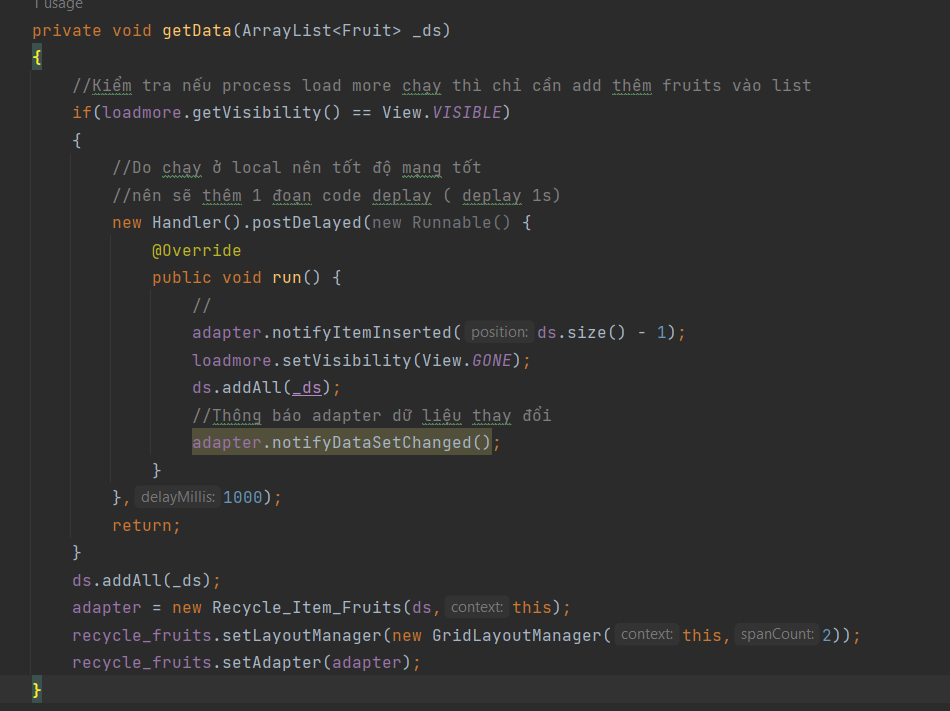 1 usage
private void getData(ArrayList<Fruit> _ds)
{
//Kiểm tra nếu process load more chạy thì chỉ cần add thêm fruits vào list
if(loadmore.getVisibility() == View.VISIBLE)
{
//Do chạy ở local nên tốt độ mạng tốt
//nên sẽ thêm 1 đoạn code deplay ( deplay 1s)
new Handler().postDelayed(new Runnable() {
@Override
public void run() {
//
adapter.notifyItemInserted( position: ds.size() - 1);
loadmore.setVisibility(View.GONE);
ds.addAll(_ds);
//Thông báo adapter dữ liệu thay đổi
adapter.notifyDataSetChanged();
}
}, delayMillis: 1000);
return;
}
ds.addAll(_ds);
adapter = new Recycle_Item_Fruits(ds, context: this);
recycle_fruits.setLayoutManager(new GridLayoutManager( context: this, spanCount: 2));
recycle_fruits.setAdapter(adapter);
}